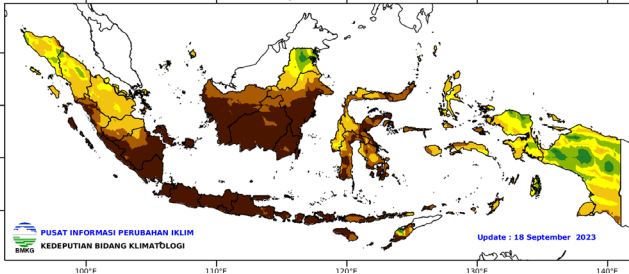 PUSAT INFORMASI PERUBAHAN IKLIM
KEDEPUTIAN BIDANG KLIMATOLOGI
BMKG
Update : 18 September 2023
100°E
110°E
120°E
130°E
140°E